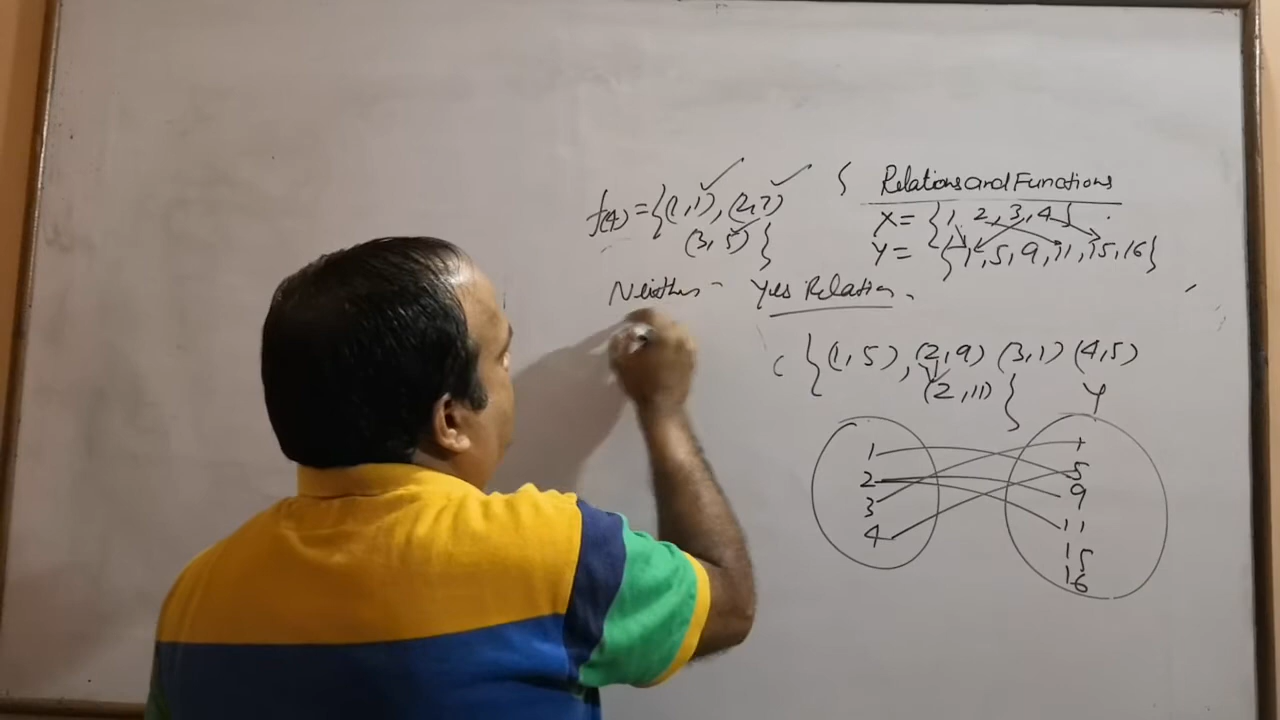 Relations and Functions
X = {1, 2, 3, 4}
Y = {1, 5, 9, 11, 15, 16}
f(4) = {(1,1), (2,7)
(3,5)}
Neither - Yes Relation.
{(1,5), (2,9) (3,1) (4,5)
(2,11)}
Y
1
2
3
4
1
5
9
11
15
16